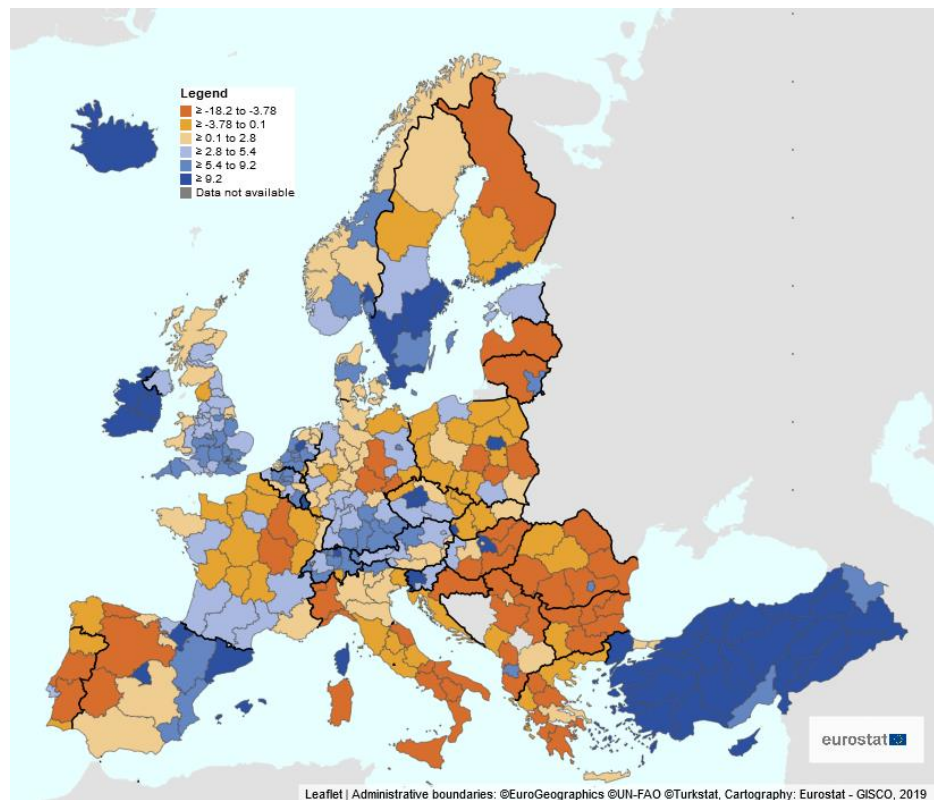 Legend
≥ -18.2 to -3.78
≥ -3.78 to 0.1
≥ 0.1 to 2.8
≥ 2.8 to 5.4
≥ 5.4 to 9.2
≥ 9.2
Data not available
eurostat
Leaflet | Administrative boundaries: ©EuroGeographics ©UN-FAO ©Turkstat, Cartography: Eurostat - GISCO, 2019